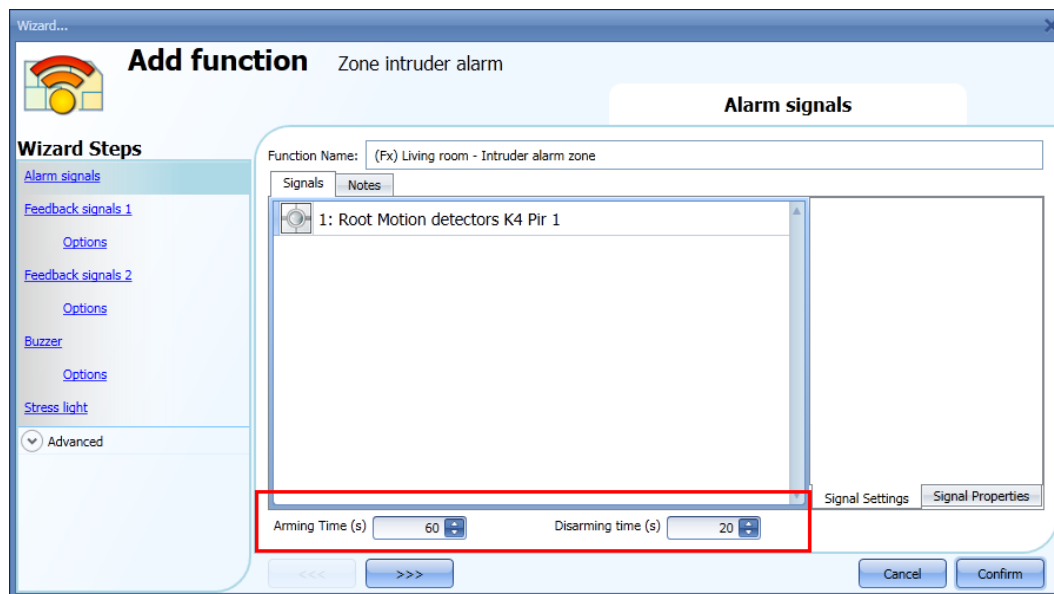 Wizard...
Add function Zone intruder alarm
Alarm signals
Wizard Steps
Alarm signals
Feedback signals 1
Options
Feedback signals 2
Options
Buzzer
Options
Stress light
Advanced
Function Name: (Fx) Living room - Intruder alarm zone
Signals Notes
1: Root Motion detectors K4 Pir 1
Signal Settings Signal Properties
Arming Time (s) 60 Disarming time (s) 20
<<< >>> Cancel Confirm